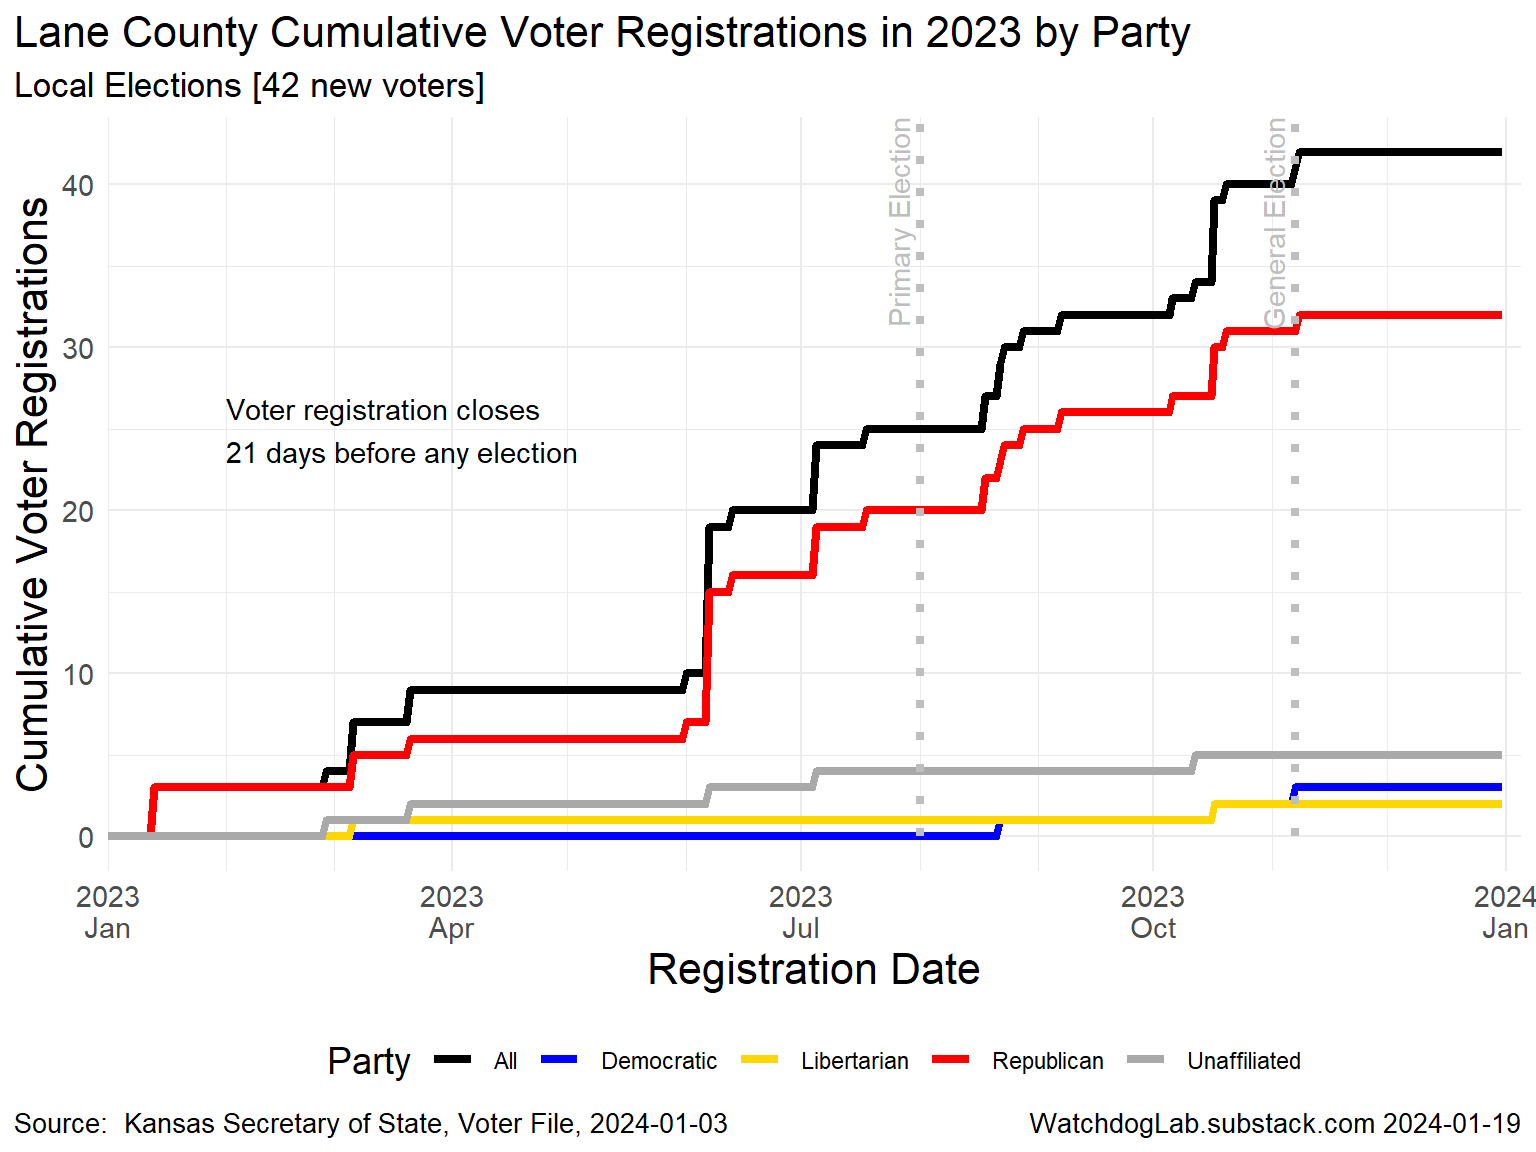 Lane County Cumulative Voter Registrations in 2023 by Party
Local Elections [42 new voters]
Cumulative Voter Registrations
40
30
20
10
0
Primary Election
General Election
Voter registration closes
21 days before any election
2023 2023 2023 2023 2024
Jan Apr Jul Oct Jan
Registration Date
Party All Democratic Libertarian Republican Unaffiliated
Source:  Kansas Secretary of State, Voter File, 2024-01-03
WatchdogLab.substack.com 2024-01-19